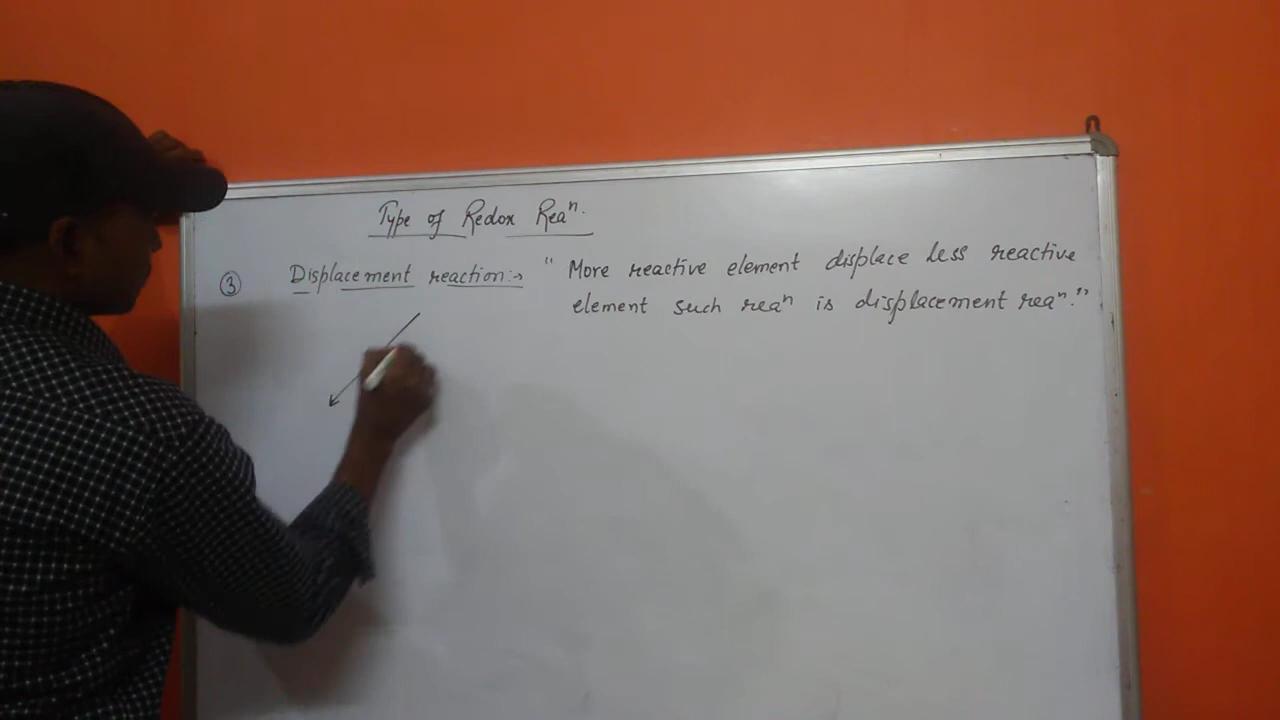 Type of Redox Reaⁿ.
③ Displacement reaction:→ " More reactive element displace less reactive
element such reaⁿ is displacement reaⁿ."